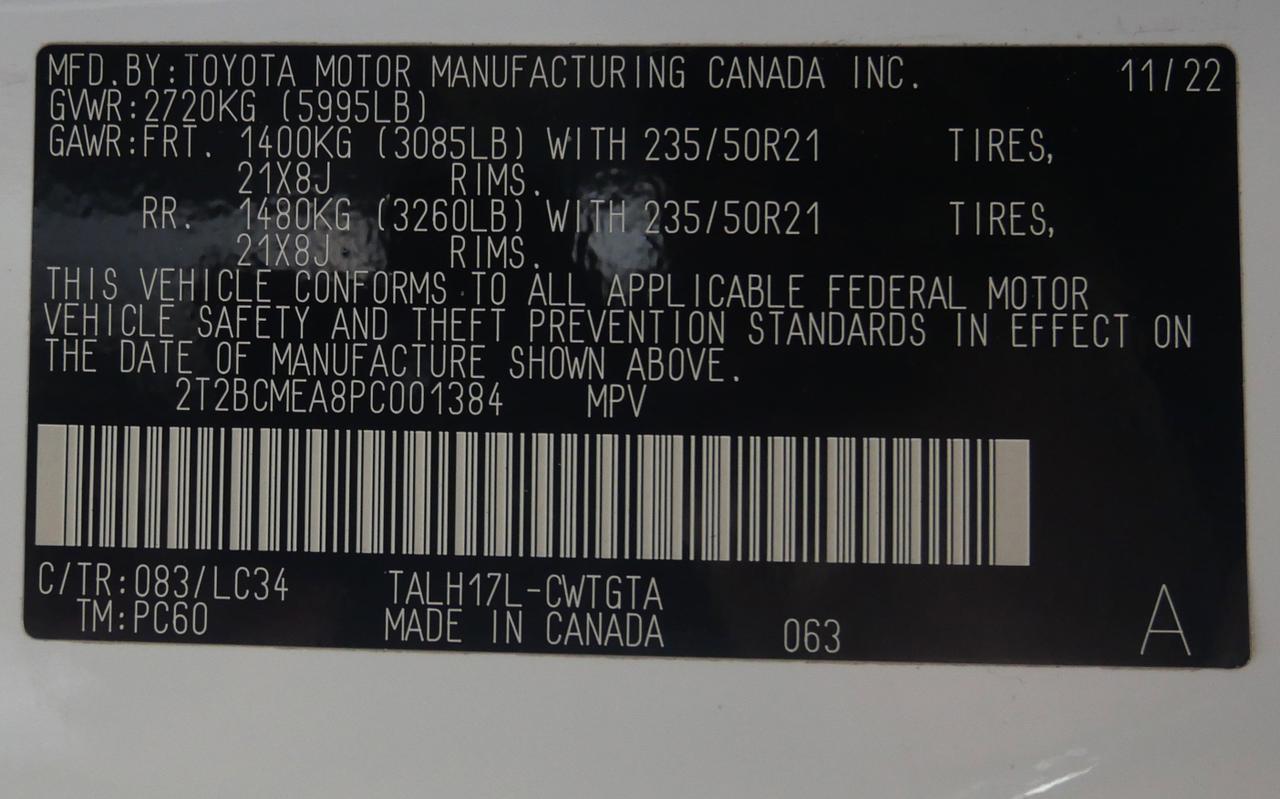 MFD.BY:TOYOTA MOTOR MANUFACTURING CANADA INC. 11/22
GVWR:2720KG (5995LB)
GAWR:FRT. 1400KG (3085LB) WITH 235/50R21 TIRES,
21X8J RIMS.
RR. 1480KG (3260LB) WITH 235/50R21 TIRES,
21X8J RIMS.
THIS VEHICLE CONFORMS TO ALL APPLICABLE FEDERAL MOTOR
VEHICLE SAFETY AND THEFT PREVENTION STANDARDS IN EFFECT ON
THE DATE OF MANUFACTURE SHOWN ABOVE.
2T2BCMEA8PC001384 MPV
C/TR:083/LC34 TALH17L-CWTGTA
TM:PC60 MADE IN CANADA 063 A